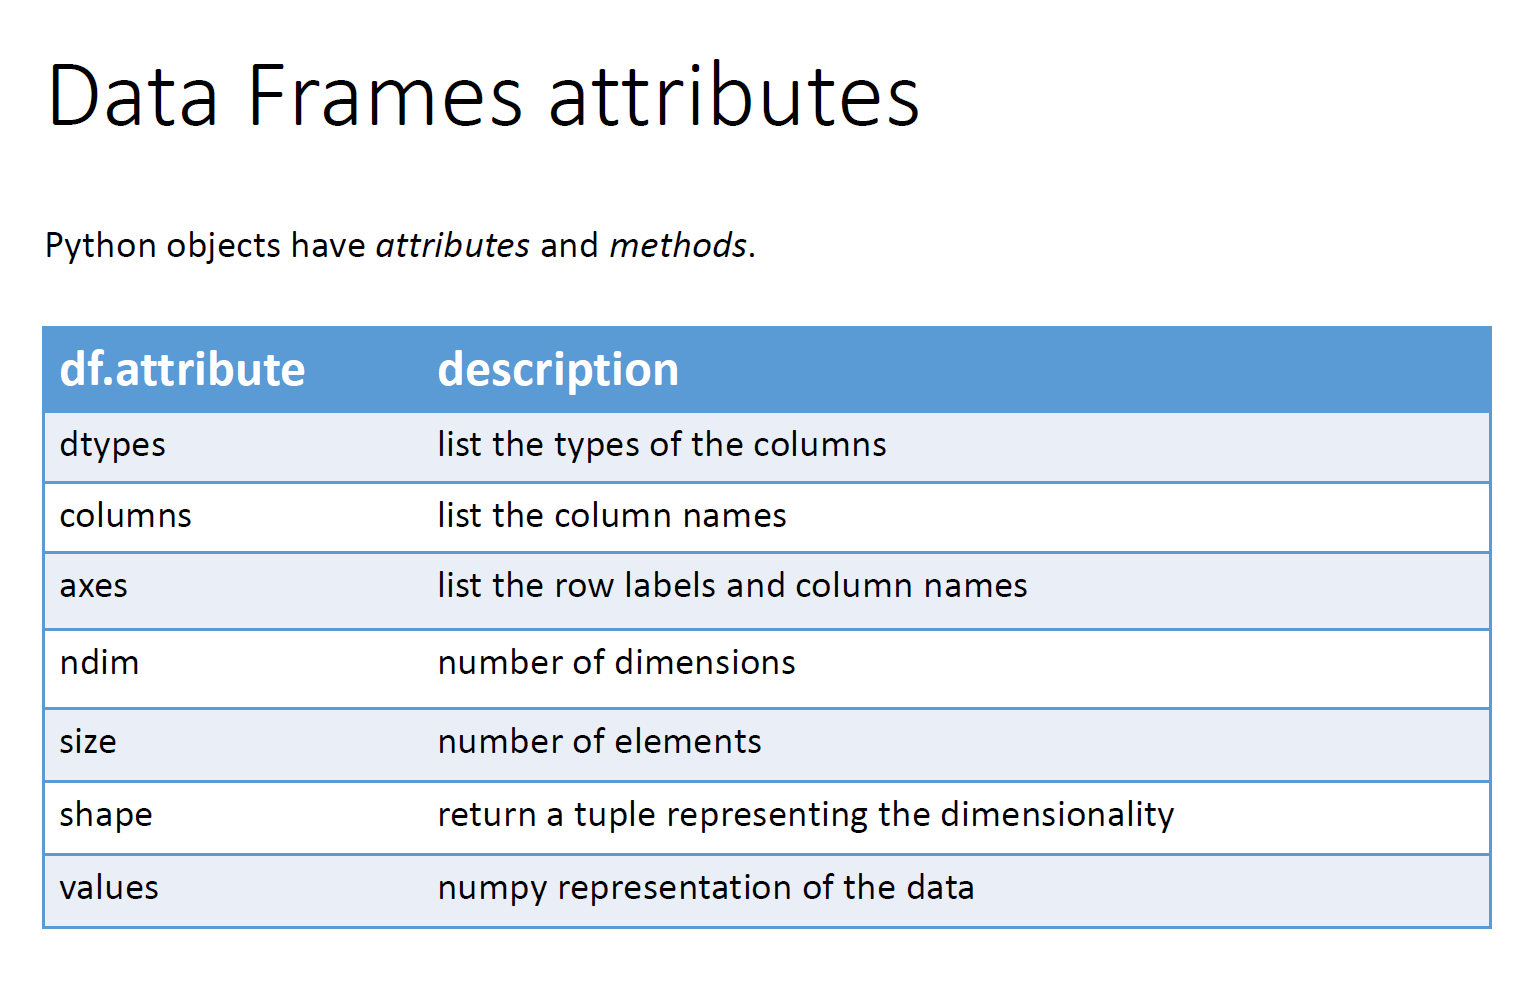 Data Frames attributes
Python objects have attributes and methods.
df.attribute description
dtypes list the types of the columns
columns list the column names
axes list the row labels and column names
ndim number of dimensions
size number of elements
shape return a tuple representing the dimensionality
values numpy representation of the data